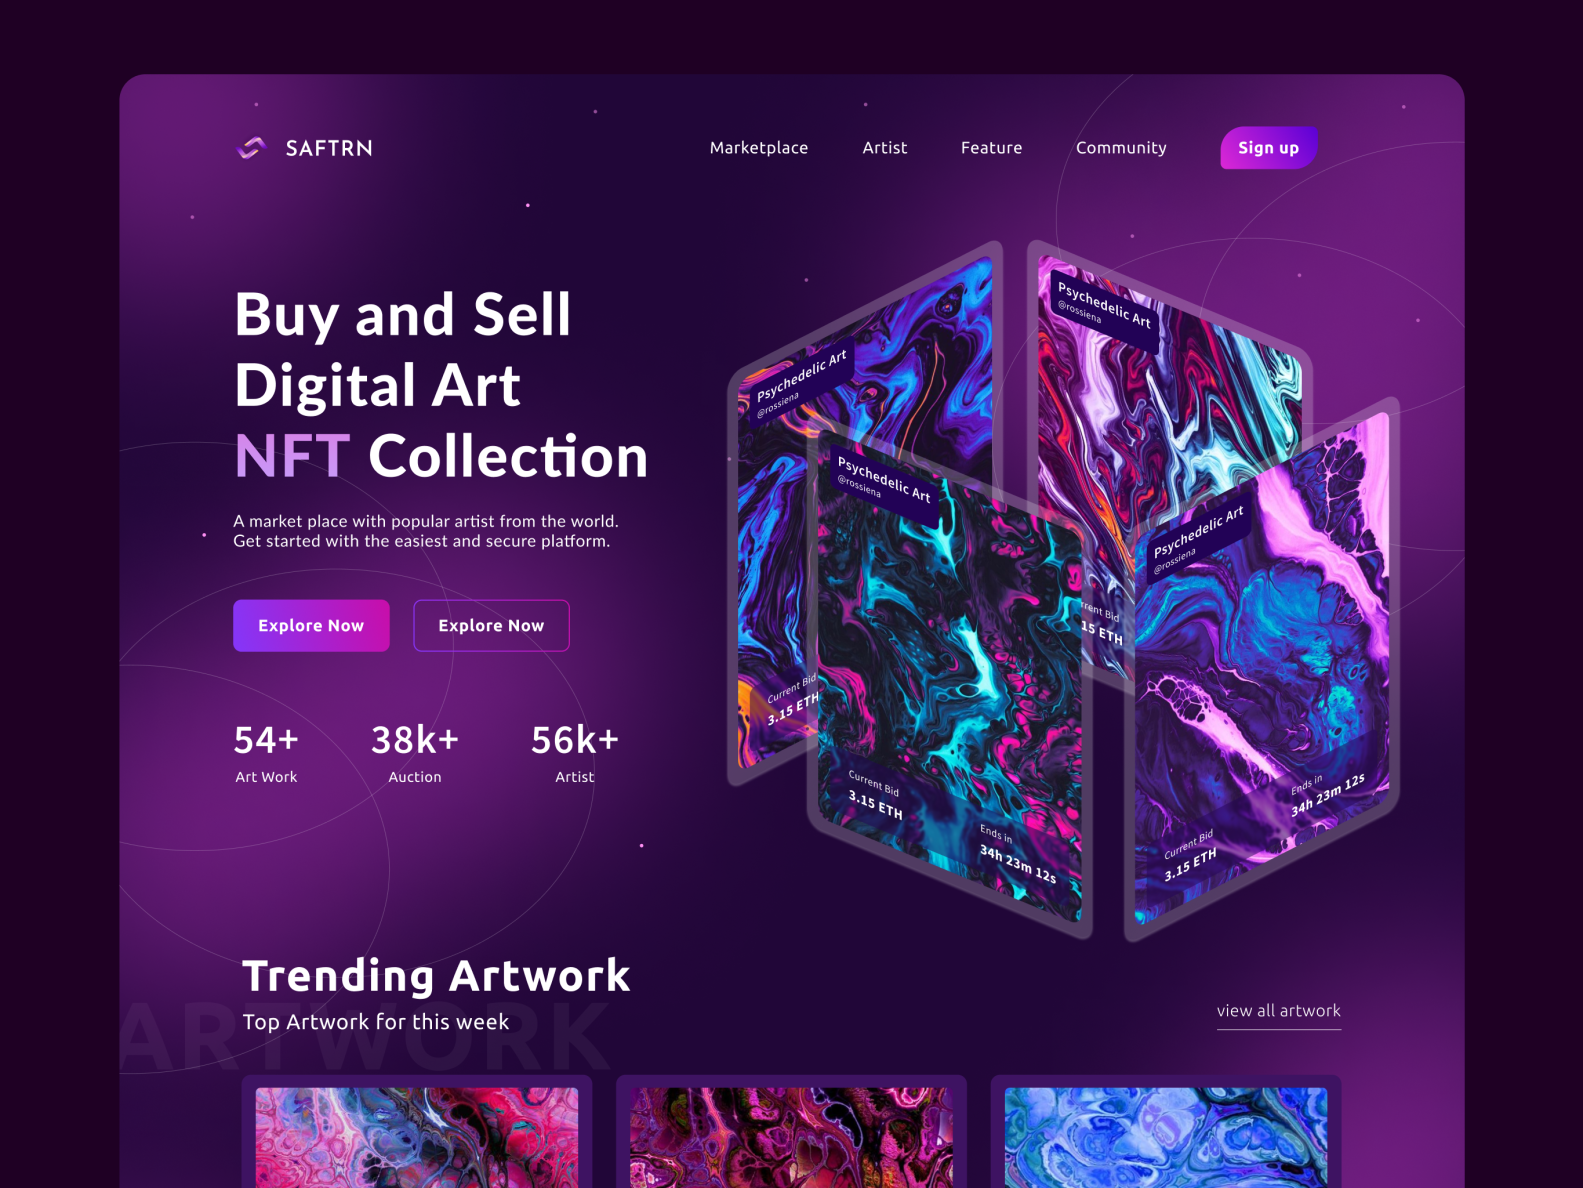 SAFTRN
Marketplace
Artist
Feature
Community
Sign up
Buy and Sell
Digital Art
NFT Collection
A market place with popular artist from the world.
Get started with the easiest and secure platform.
Explore Now
Explore Now
54+
Art Work
38k+
Auction
56k+
Artist
Psychedelic Art
@rossiena
Current Bid
3.15 ETH
Psychedelic Art
@rossiena
rrent Bid
15 ETH
Psychedelic Art
@rossiena
Current Bid
3.15 ETH
Ends in
34h 23m 12s
Psychedelic Art
@rossiena
Current Bid
3.15 ETH
Ends in
34h 23m 12s
ARTWORK
Trending Artwork
Top Artwork for this week
view all artwork